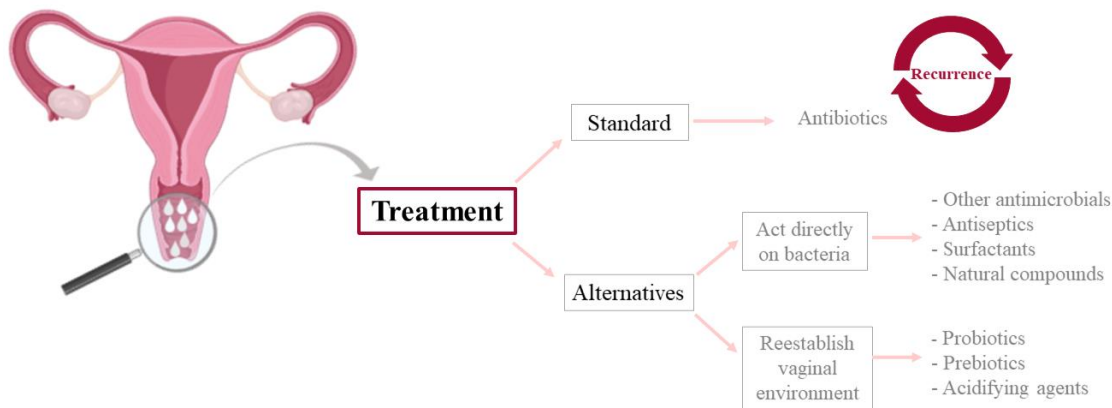 Recurrence
Standard
Antibiotics
Treatment
- Other antimicrobials
- Antiseptics
- Surfactants
- Natural compounds
Act directly
on bacteria
Alternatives
Reestablish
vaginal
environment
- Probiotics
- Prebiotics
- Acidifying agents